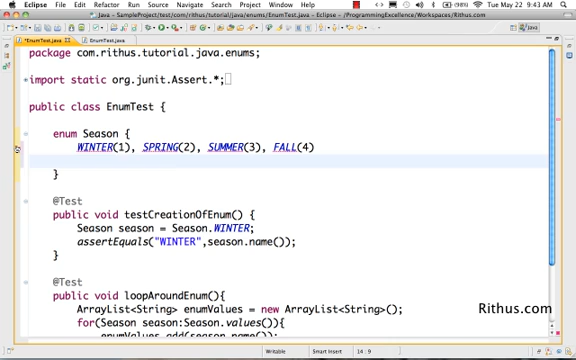 Eclipse File Edit Refactor Navigate Search Project Run Window Help Tue May 22 9:43 AM
Java - SampleProject/test/com/rithus/tutorial/java/enums/EnumTest.java - Eclipse - /ProgrammingExcellence/Workspaces/Rithus.com
Java
*EnumTest.java EnumTest.java
package com.rithus.tutorial.java.enums;
import static org.junit.Assert.*;
public class EnumTest {
enum Season {
WINTER(1), SPRING(2), SUMMER(3), FALL(4)
}
@Test
public void testCreationOfEnum() {
Season season = Season.WINTER;
assertEquals("WINTER",season.name());
}
@Test
public void loopAroundEnum(){
ArrayList<String> enumValues = new ArrayList<String>();
for(Season season:Season.values()){
enumValues.add(season.name());
Rithus.com
Writable Smart Insert 14 : 9